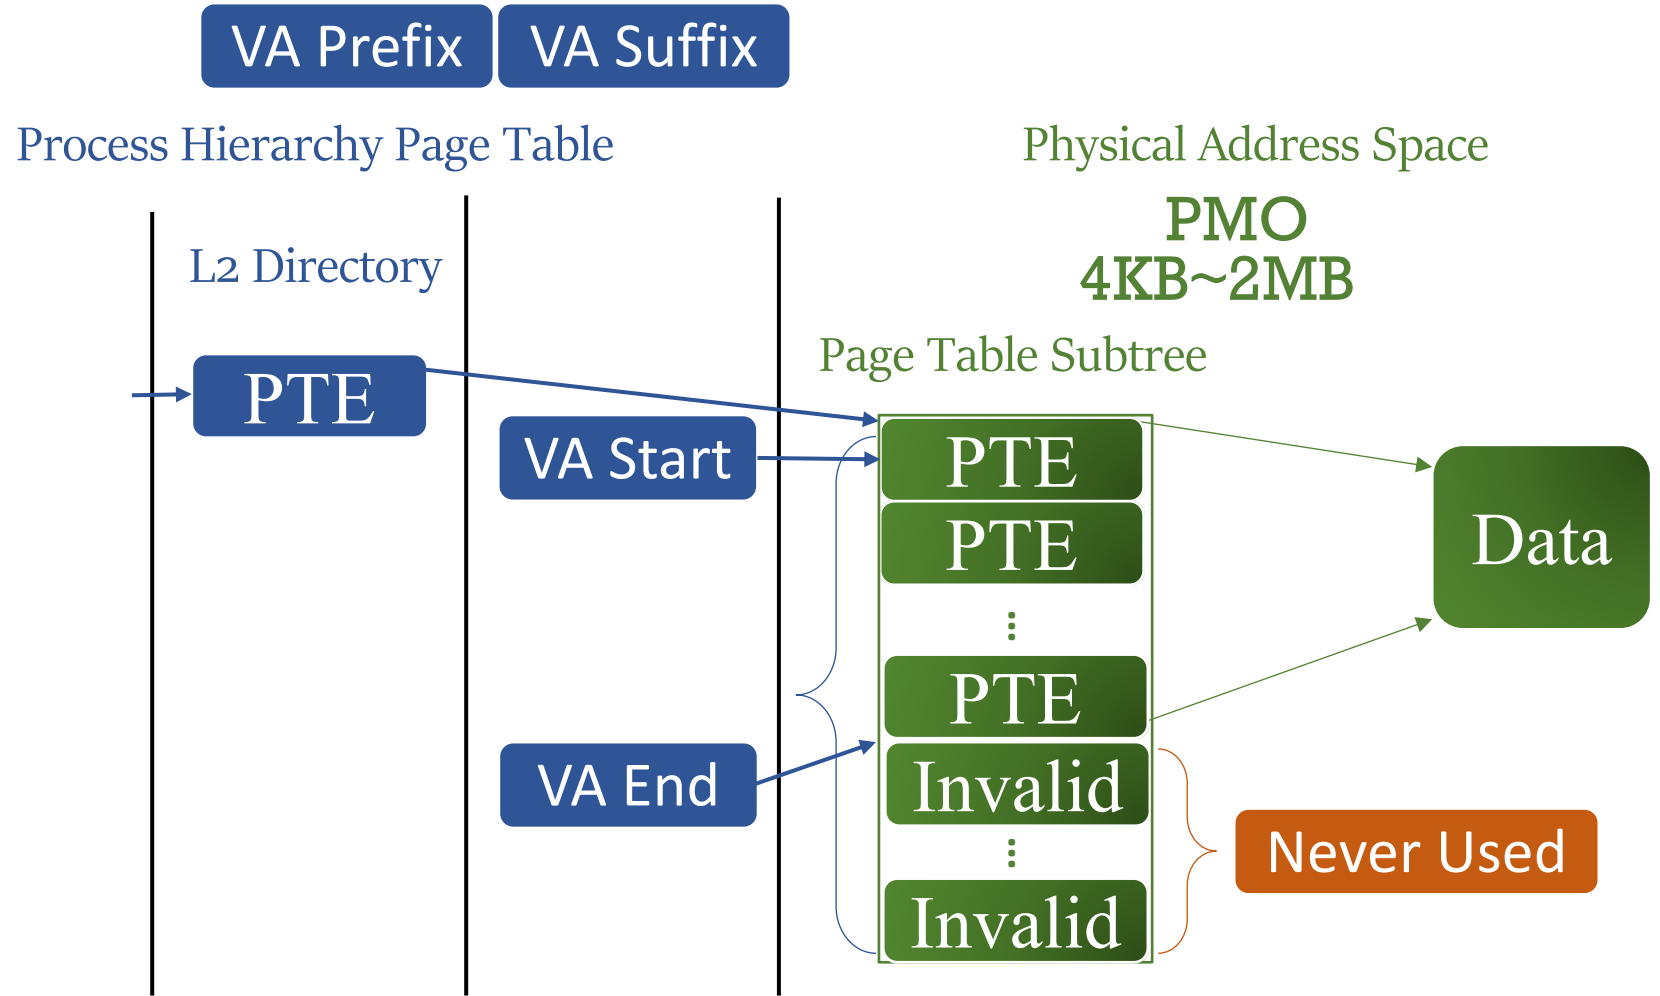 VA Prefix
VA Suffix
Process Hierarchy Page Table
Physical Address Space
PMO
4KB~2MB
L2 Directory
Page Table Subtree
PTE
VA Start
PTE
PTE
⋮
PTE
Data
VA End
Invalid
⋮
Invalid
Never Used